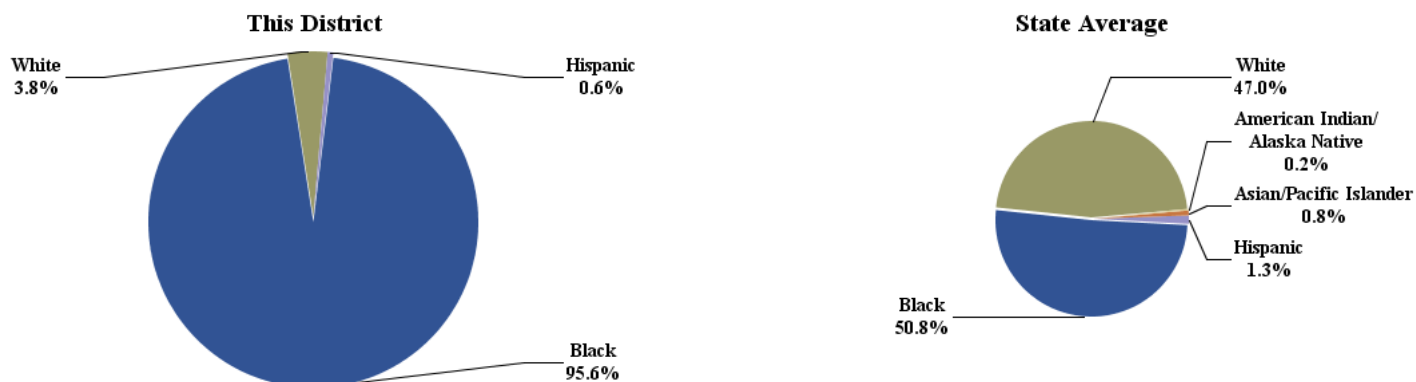 This District
White
3.8%
Hispanic
0.6%
Black
95.6%
State Average
White
47.0%
American Indian/
Alaska Native
0.2%
Asian/Pacific Islander
0.8%
Hispanic
1.3%
Black
50.8%